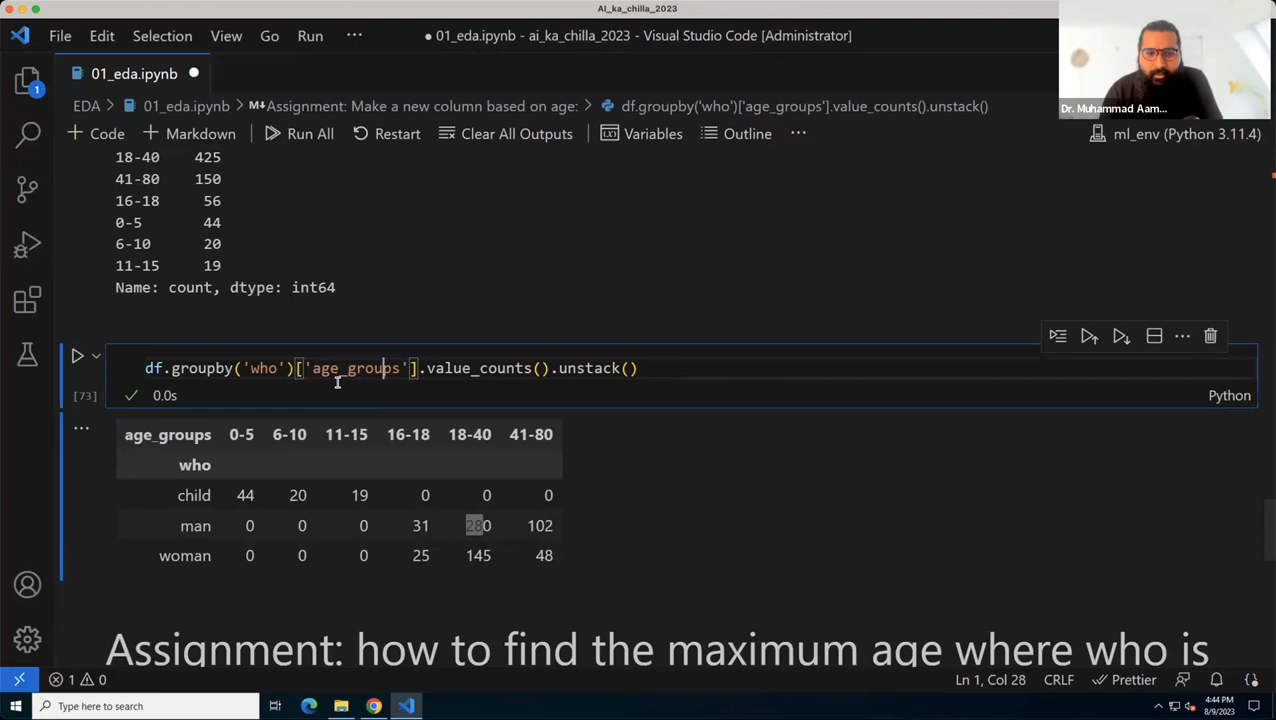 AI_ka_chilla_2023
File Edit Selection View Go Run ··· ● 01_eda.ipynb - ai_ka_chilla_2023 - Visual Studio Code [Administrator]
01_eda.ipynb ●
EDA > 01_eda.ipynb > M↓Assignment: Make a new column based on age: > df.groupby('who')['age_groups'].value_counts().unstack()
Dr. Muhammad Aam...
+ Code + Markdown Run All Restart Clear All Outputs Variables Outline ··· ml_env (Python 3.11.4)
1
18-40 425
41-80 150
16-18 56
0-5 44
6-10 20
11-15 19
Name: count, dtype: int64
df.groupby('who')['age_groups'].value_counts().unstack()
[73] ✓ 0.0s Python
age_groups 0-5 6-10 11-15 16-18 18-40 41-80
who
child 44 20 19 0 0 0
man 0 0 0 31 280 102
woman 0 0 0 25 145 48
Assignment: how to find the maximum age where who is
1 0 Ln 1, Col 28 CRLF Prettier
Type here to search 4:44 PM
8/9/2023